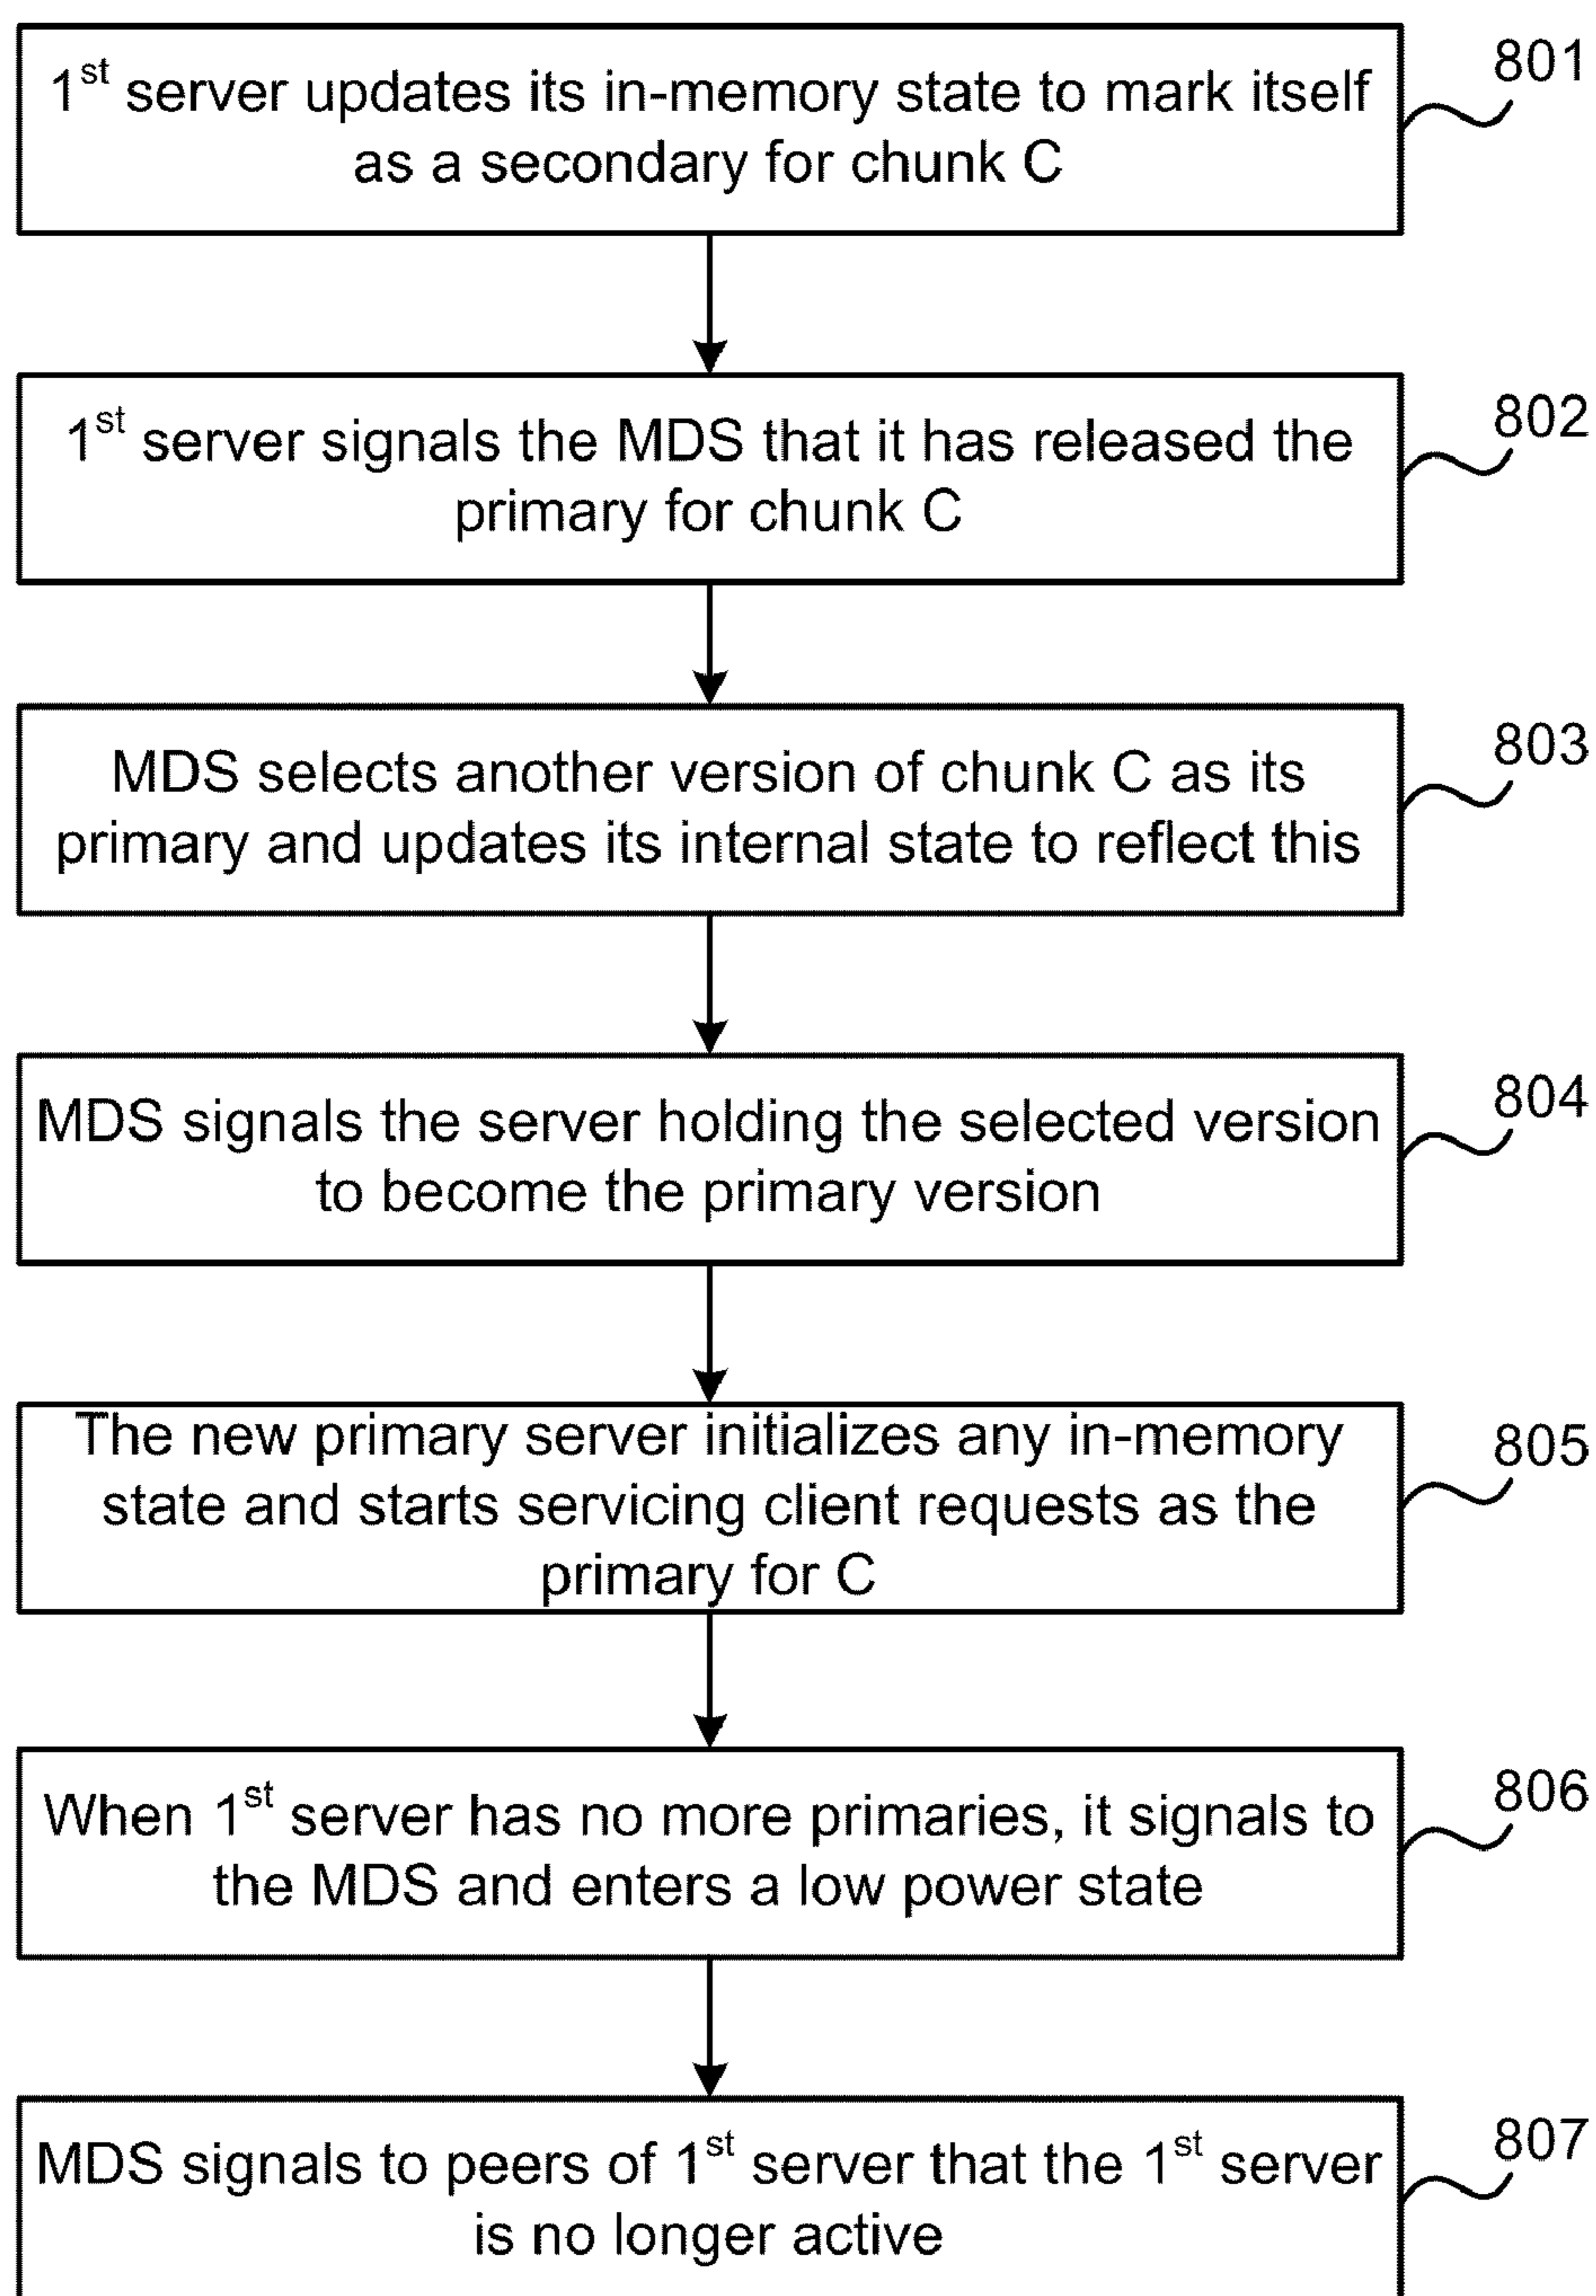 1st server updates its in-memory state to mark itself
as a secondary for chunk C
801
1st server signals the MDS that it has released the
primary for chunk C
802
MDS selects another version of chunk C as its
primary and updates its internal state to reflect this
803
MDS signals the server holding the selected version
to become the primary version
804
The new primary server initializes any in-memory
state and starts servicing client requests as the
primary for C
805
When 1st server has no more primaries, it signals to
the MDS and enters a low power state
806
MDS signals to peers of 1st server that the 1st server
is no longer active
807